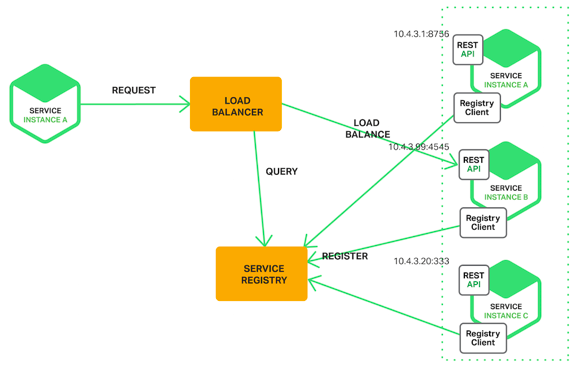 10.4.3.1:8756
REST
API
SERVICE
INSTANCE A
Registry
Client
REQUEST
SERVICE
INSTANCE A
LOAD
BALANCER
LOAD
BALANCE
10.4.3.99:4545
REST
API
SERVICE
INSTANCE B
QUERY
Registry
Client
REGISTER
SERVICE
REGISTRY
10.4.3.20:333
REST
API
SERVICE
INSTANCE C
Registry
Client